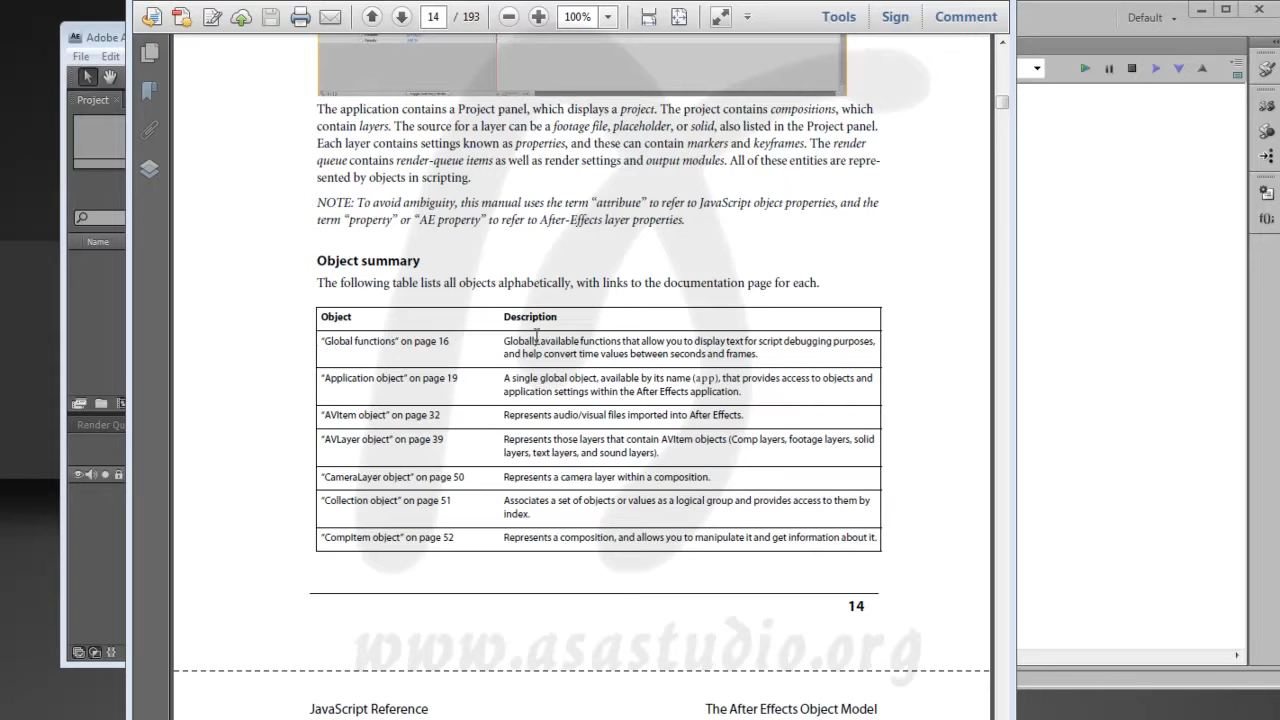 14 / 193
100%
Tools
Sign
Comment
Default
Adobe A
File Edit
Project
Name
Render Qu
The application contains a Project panel, which displays a project. The project contains compositions, which
contain layers. The source for a layer can be a footage file, placeholder, or solid, also listed in the Project panel.
Each layer contains settings known as properties, and these can contain markers and keyframes. The render
queue contains render-queue items as well as render settings and output modules. All of these entities are repre-
sented by objects in scripting.
NOTE: To avoid ambiguity, this manual uses the term “attribute” to refer to JavaScript object properties, and the
term “property” or “AE property” to refer to After-Effects layer properties.
Object summary
The following table lists all objects alphabetically, with links to the documentation page for each.
Object Description
“Global functions” on page 16 Globally available functions that allow you to display text for script debugging purposes,
and help convert time values between seconds and frames.
“Application object” on page 19 A single global object, available by its name (app), that provides access to objects and
application settings within the After Effects application.
“AVItem object” on page 32 Represents audio/visual files imported into After Effects.
“AVLayer object” on page 39 Represents those layers that contain AVItem objects (Comp layers, footage layers, solid
layers, text layers, and sound layers).
“CameraLayer object” on page 50 Represents a camera layer within a composition.
“Collection object” on page 51 Associates a set of objects or values as a logical group and provides access to them by
index.
“CompItem object” on page 52 Represents a composition, and allows you to manipulate it and get information about it.
14
www.asastudio.org
JavaScript Reference The After Effects Object Model